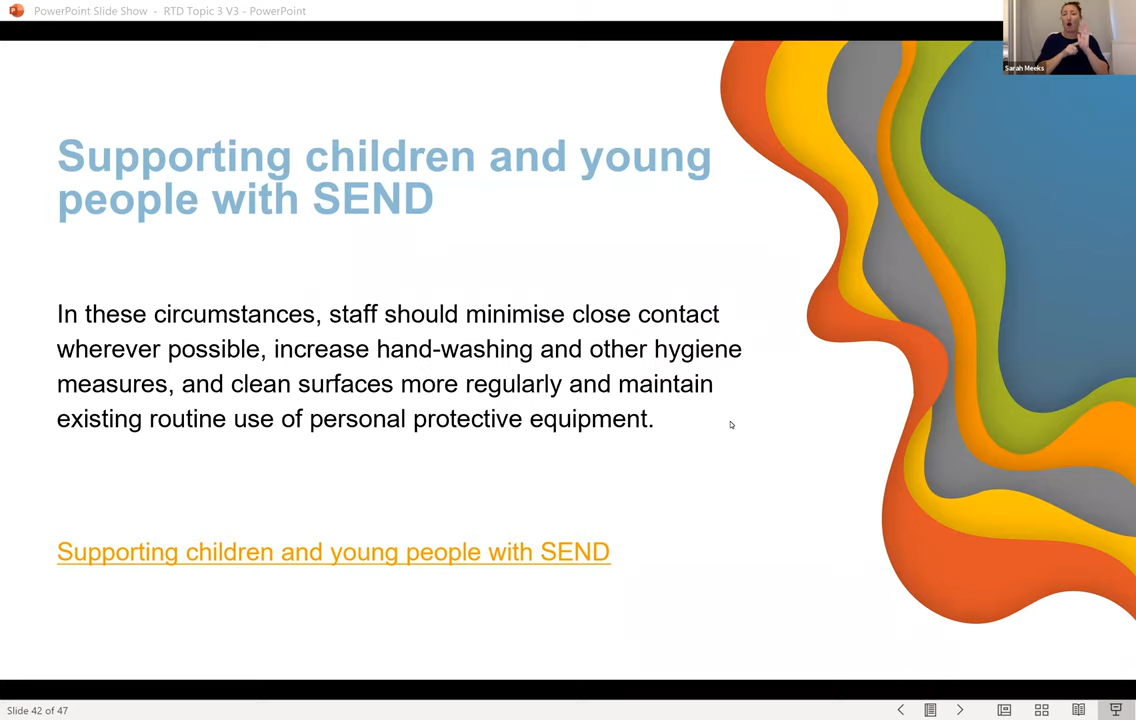 PowerPoint Slide Show - RTD Topic 3 V3 - PowerPoint
Sarah Meeks
Supporting children and young
people with SEND
In these circumstances, staff should minimise close contact
wherever possible, increase hand-washing and other hygiene
measures, and clean surfaces more regularly and maintain
existing routine use of personal protective equipment.
Supporting children and young people with SEND
Slide 42 of 47